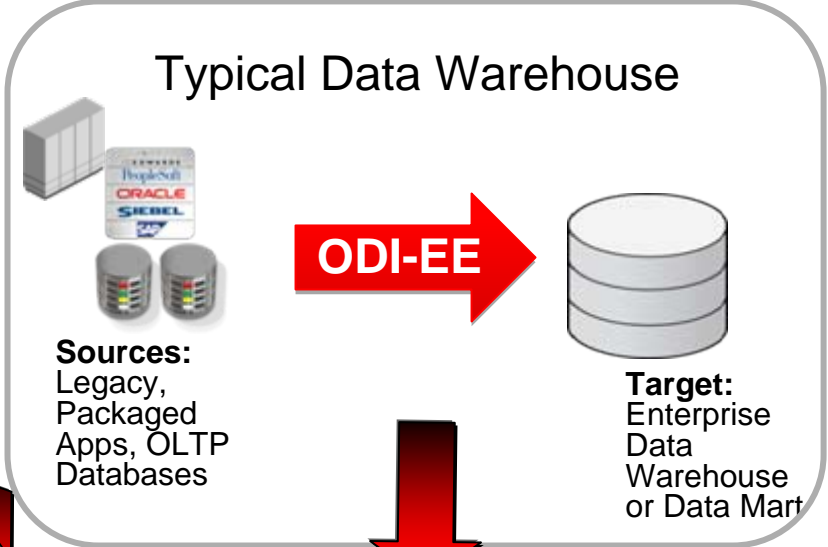 Typical Data Warehouse
EDWARDS
PeopleSoft
ORACLE
SIEBEL
SAP
ODI-EE
Sources:
Legacy,
Packaged
Apps, OLTP
Databases
Target:
Enterprise
Data
Warehouse
or Data Mart